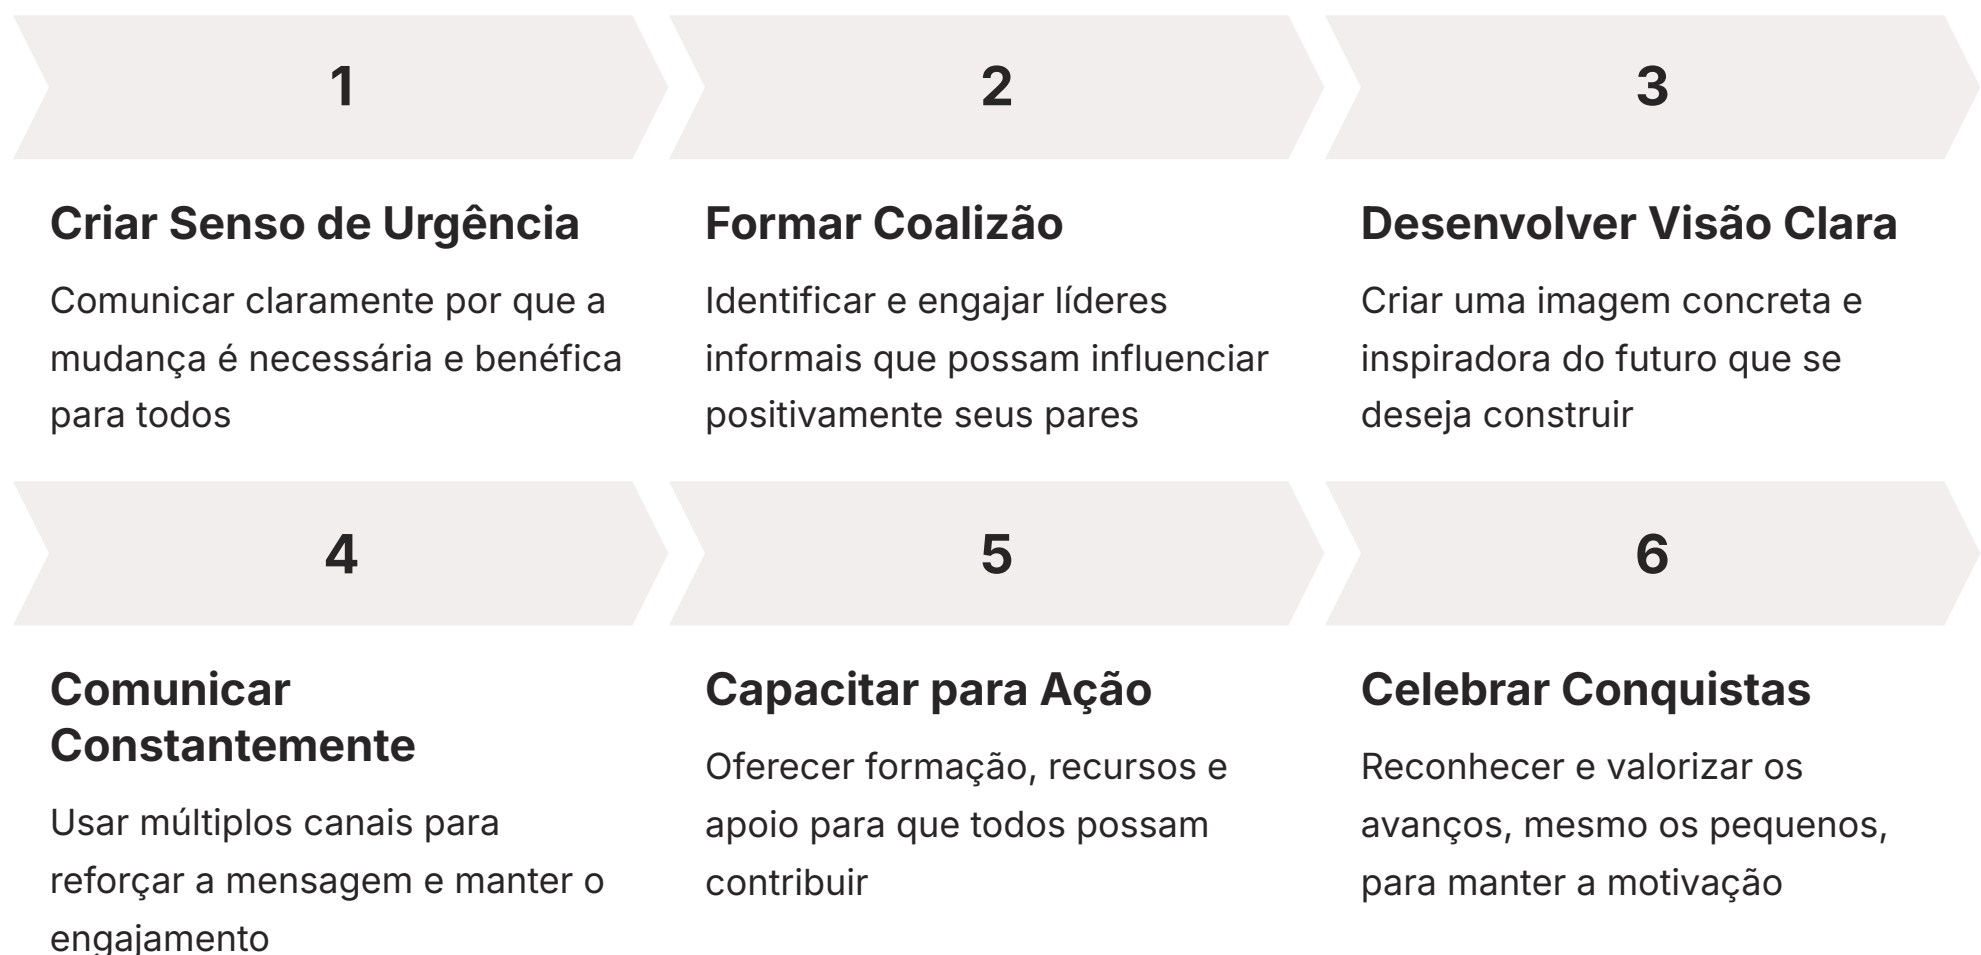 1
2
3
Criar Senso de Urgência
Comunicar claramente por que a
mudança é necessária e benéfica
para todos
Formar Coalizão
Identificar e engajar líderes
informais que possam influenciar
positivamente seus pares
Desenvolver Visão Clara
Criar uma imagem concreta e
inspiradora do futuro que se
deseja construir
4
5
6
Comunicar
Constantemente
Usar múltiplos canais para
reforçar a mensagem e manter o
engajamento
Capacitar para Ação
Oferecer formação, recursos e
apoio para que todos possam
contribuir
Celebrar Conquistas
Reconhecer e valorizar os
avanços, mesmo os pequenos,
para manter a motivação